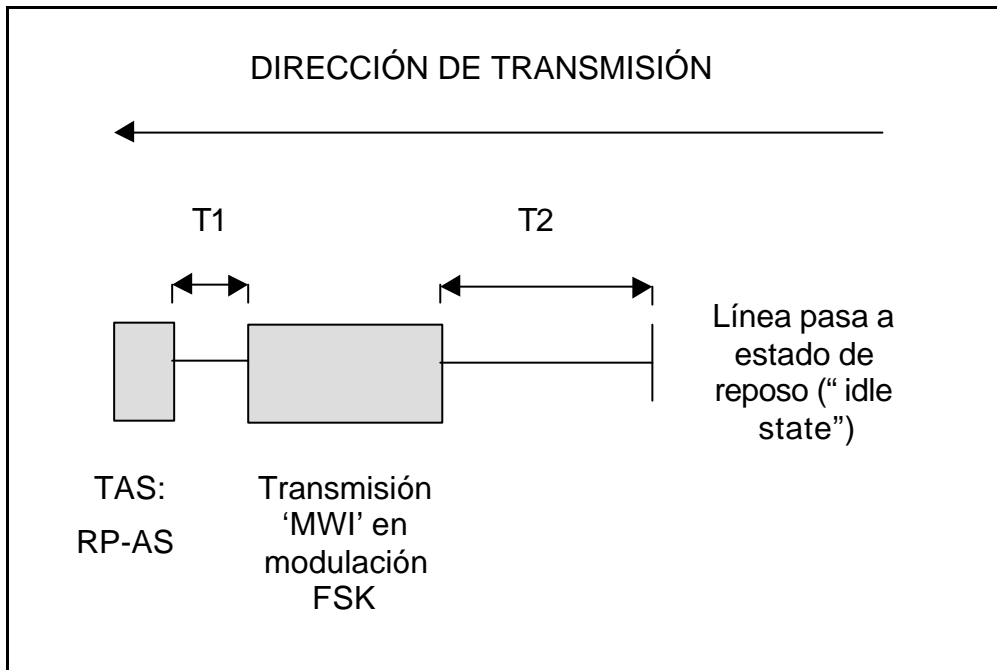 DIRECCIÓN DE TRANSMISIÓN
T1
T2
Línea pasa a
estado de
reposo (“ idle
state”)
TAS:
RP-AS
Transmisión
‘MWI’ en
modulación
FSK